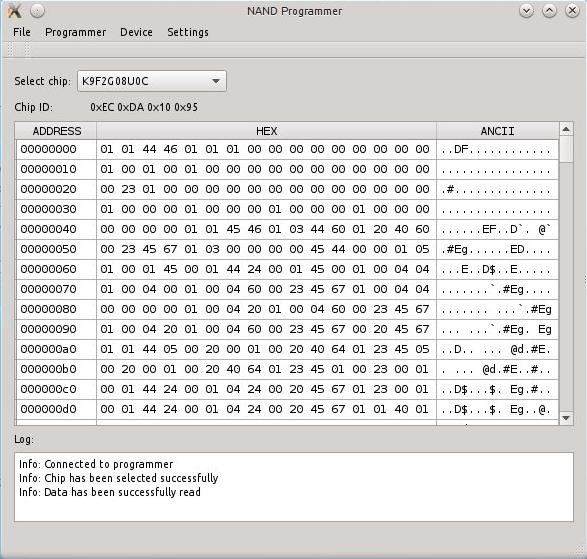 NAND Programmer
File Programmer Device Settings
Select chip: K9F2G08U0C
Chip ID: 0xEC 0xDA 0x10 0x95
ADDRESS HEX ANCII
00000000 01 01 44 46 01 01 01 00 00 00 00 00 00 00 00 00 ..DF............
00000010 01 00 01 00 01 00 00 00 00 00 00 00 00 00 00 00 ................
00000020 00 23 01 00 00 00 00 00 00 00 00 00 00 00 00 00 .#..............
00000030 01 00 00 00 01 00 00 00 01 00 00 00 01 00 00 00 ................
00000040 00 00 00 00 01 01 45 46 01 03 44 60 01 20 40 60 ......EF..D`. @`
00000050 00 23 45 67 01 03 00 00 00 00 45 44 00 00 01 05 .#Eg......ED....
00000060 01 00 01 45 00 01 44 24 00 01 45 00 01 00 04 04 ...E..D$..E.....
00000070 01 00 04 00 01 00 04 60 00 23 45 67 01 00 04 00 .......`.#Eg....
00000080 00 00 00 00 01 00 04 20 01 00 04 60 00 23 45 67 ....... ...`.#Eg
00000090 01 00 04 20 01 00 04 60 00 23 45 67 00 20 45 67 ... ...`.#Eg. Eg
000000a0 01 01 44 05 00 20 00 01 00 20 40 64 01 23 45 05 ..D.. ... @d.#E.
000000b0 00 20 00 01 00 20 40 64 01 23 45 01 00 23 00 01 . ... @d.#E..#..
000000c0 00 01 44 24 00 01 04 24 00 20 45 67 01 23 00 01 ..D$...$. Eg.#..
000000d0 00 01 44 24 00 01 04 24 00 20 45 67 01 01 40 01 ..D$...$. Eg..@.
Log:
Info: Connected to programmer
Info: Chip has been selected successfully
Info: Data has been successfully read